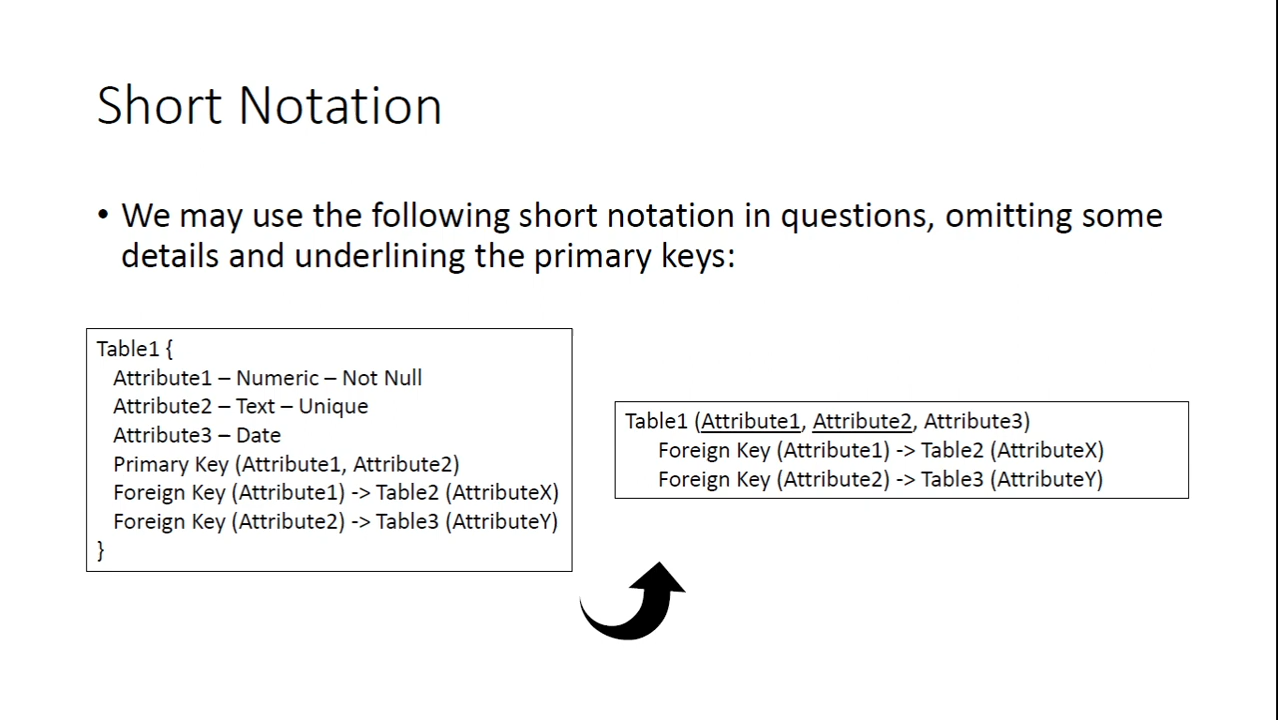 Short Notation
• We may use the following short notation in questions, omitting some
details and underlining the primary keys:
Table1 {
Attribute1 – Numeric – Not Null
Attribute2 – Text – Unique
Attribute3 – Date
Primary Key (Attribute1, Attribute2)
Foreign Key (Attribute1) -> Table2 (AttributeX)
Foreign Key (Attribute2) -> Table3 (AttributeY)
}
Table1 (Attribute1, Attribute2, Attribute3)
Foreign Key (Attribute1) -> Table2 (AttributeX)
Foreign Key (Attribute2) -> Table3 (AttributeY)